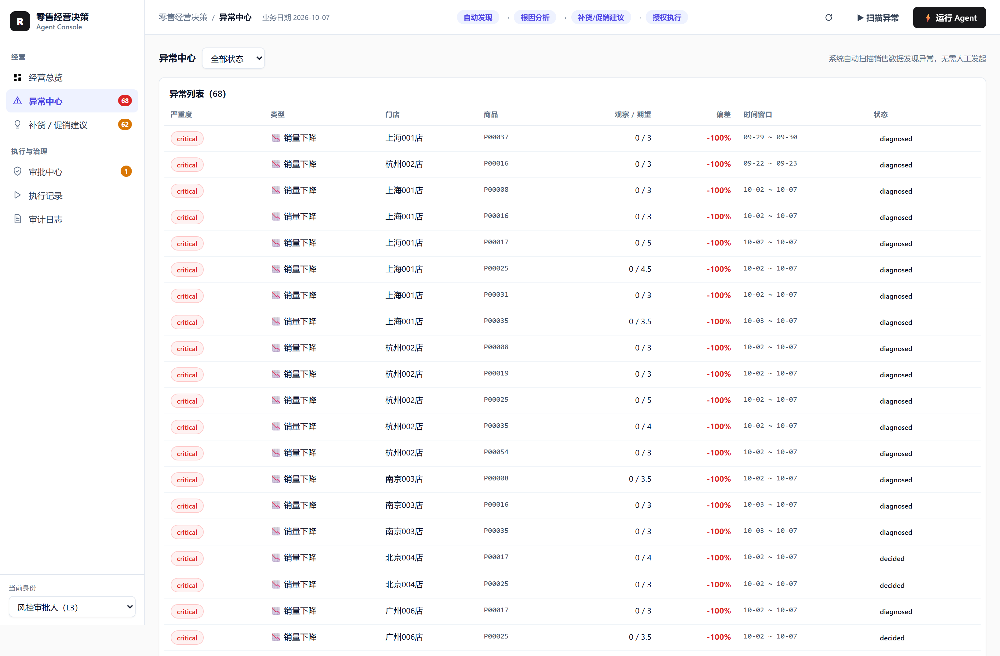 R
零售经营决策
Agent Console
经营
经营总览
异常中心 68
补货 / 促销建议 62
执行与治理
审批中心 1
执行记录
审计日志
当前身份
风控审批人（L3）
零售经营决策 / 异常中心 业务日期 2026-10-07
自动发现 → 根因分析 → 补货/促销建议 → 授权执行
▶ 扫描异常
运行 Agent
异常中心 全部状态
系统自动扫描销售数据发现异常，无需人工发起
异常列表（68）
严重度 类型 门店 商品 观察 / 期望 偏差 时间窗口 状态
critical 销量下降 上海001店 P00037 0 / 3 -100% 09-29 ~ 09-30 diagnosed
critical 销量下降 杭州002店 P00016 0 / 3 -100% 09-22 ~ 09-23 diagnosed
critical 销量下降 上海001店 P00008 0 / 3 -100% 10-02 ~ 10-07 diagnosed
critical 销量下降 上海001店 P00016 0 / 3 -100% 10-02 ~ 10-07 diagnosed
critical 销量下降 上海001店 P00017 0 / 5 -100% 10-02 ~ 10-07 diagnosed
critical 销量下降 上海001店 P00025 0 / 4.5 -100% 10-02 ~ 10-07 diagnosed
critical 销量下降 上海001店 P00031 0 / 3 -100% 10-02 ~ 10-07 diagnosed
critical 销量下降 上海001店 P00035 0 / 3.5 -100% 10-03 ~ 10-07 diagnosed
critical 销量下降 杭州002店 P00008 0 / 3 -100% 10-02 ~ 10-07 diagnosed
critical 销量下降 杭州002店 P00019 0 / 3 -100% 10-02 ~ 10-07 diagnosed
critical 销量下降 杭州002店 P00025 0 / 5 -100% 10-02 ~ 10-07 diagnosed
critical 销量下降 杭州002店 P00035 0 / 4 -100% 10-02 ~ 10-07 diagnosed
critical 销量下降 杭州002店 P00054 0 / 3 -100% 10-02 ~ 10-07 diagnosed
critical 销量下降 南京003店 P00008 0 / 3.5 -100% 10-02 ~ 10-07 diagnosed
critical 销量下降 南京003店 P00016 0 / 3 -100% 10-03 ~ 10-07 diagnosed
critical 销量下降 南京003店 P00035 0 / 3 -100% 10-03 ~ 10-07 diagnosed
critical 销量下降 北京004店 P00017 0 / 4 -100% 10-02 ~ 10-07 decided
critical 销量下降 北京004店 P00025 0 / 3 -100% 10-02 ~ 10-07 decided
critical 销量下降 广州006店 P00017 0 / 3 -100% 10-02 ~ 10-07 diagnosed
critical 销量下降 广州006店 P00025 0 / 3.5 -100% 10-02 ~ 10-07 decided